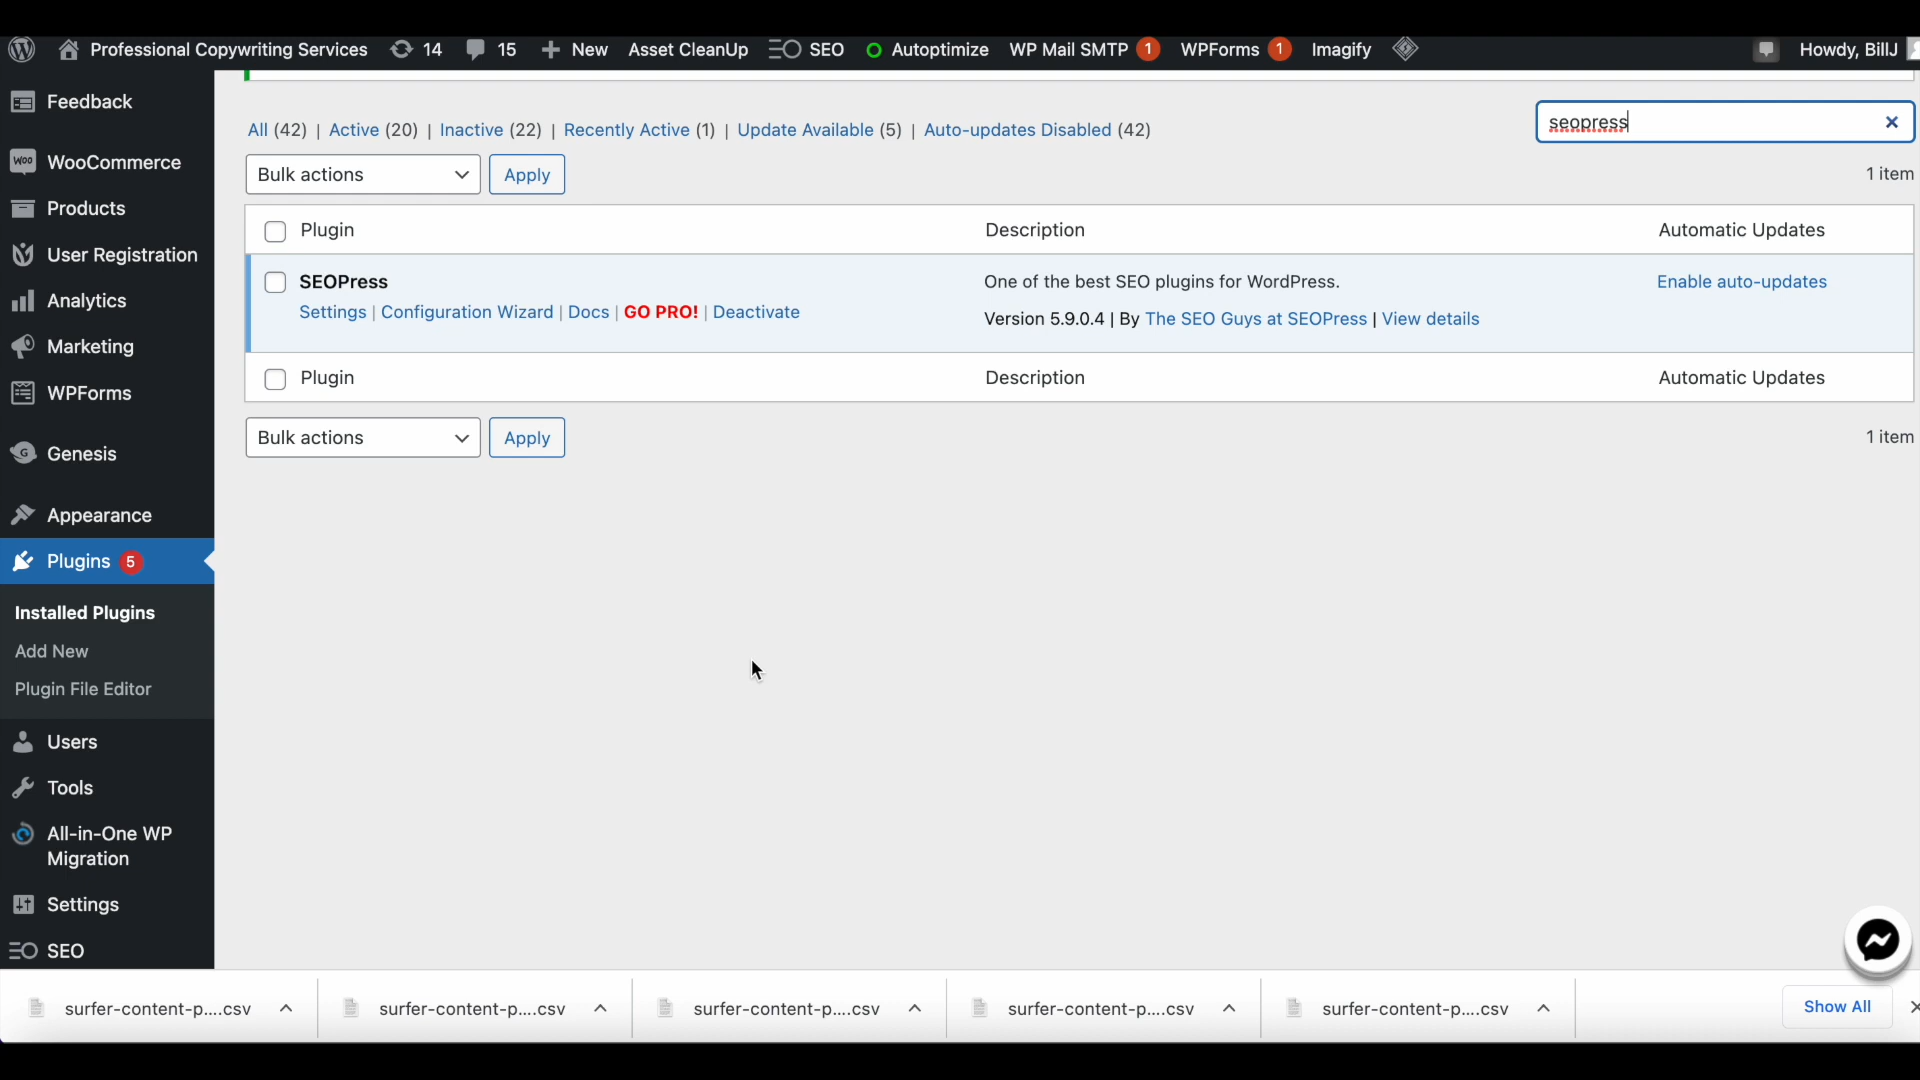 Professional Copywriting Services 14 15 New Asset CleanUp SEO Autoptimize WP Mail SMTP 1 WPForms 1 Imagify Howdy, BillJ
Feedback
WooCommerce
Products
User Registration
Analytics
Marketing
WPForms
Genesis
Appearance
Plugins 5
Installed Plugins
Add New
Plugin File Editor
Users
Tools
All-in-One WP
Migration
Settings
SEO
All (42) | Active (20) | Inactive (22) | Recently Active (1) | Update Available (5) | Auto-updates Disabled (42)
seopress
Bulk actions Apply 1 item
Plugin Description Automatic Updates
SEOPress One of the best SEO plugins for WordPress. Enable auto-updates
Settings | Configuration Wizard | Docs | GO PRO! | Deactivate
Version 5.9.0.4 | By The SEO Guys at SEOPress | View details
Plugin Description Automatic Updates
Bulk actions Apply 1 item
surfer-content-p....csv surfer-content-p....csv surfer-content-p....csv surfer-content-p....csv surfer-content-p....csv Show All